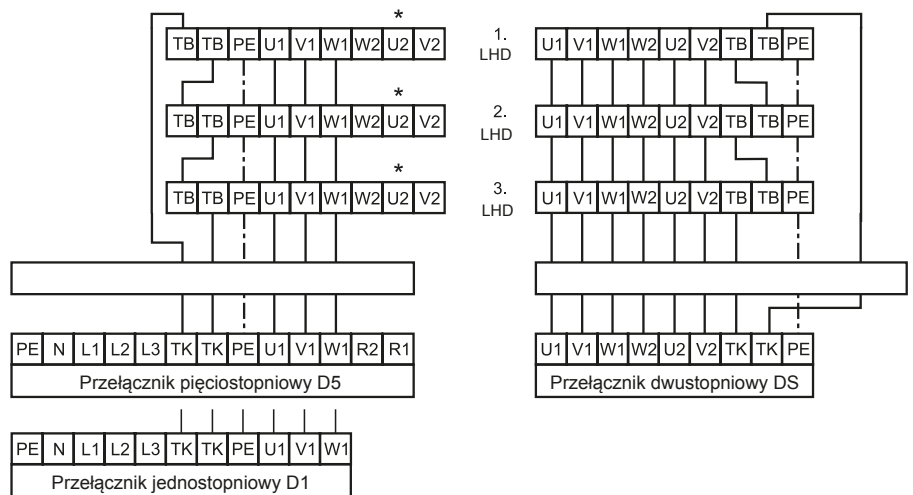 *
TB TB PE U1 V1 W1 W2 U2 V2
1.
LHD
U1 V1 W1 W2 U2 V2 TB TB PE
*
TB TB PE U1 V1 W1 W2 U2 V2
2.
LHD
U1 V1 W1 W2 U2 V2 TB TB PE
*
TB TB PE U1 V1 W1 W2 U2 V2
3.
LHD
U1 V1 W1 W2 U2 V2 TB TB PE
PE N L1 L2 L3 TK TK PE U1 V1 W1 R2 R1
Przełącznik pięciostopniowy D5
U1 V1 W1 W2 U2 V2 TK TK PE
Przełącznik dwustopniowy DS
PE N L1 L2 L3 TK TK PE U1 V1 W1
Przełącznik jednostopniowy D1